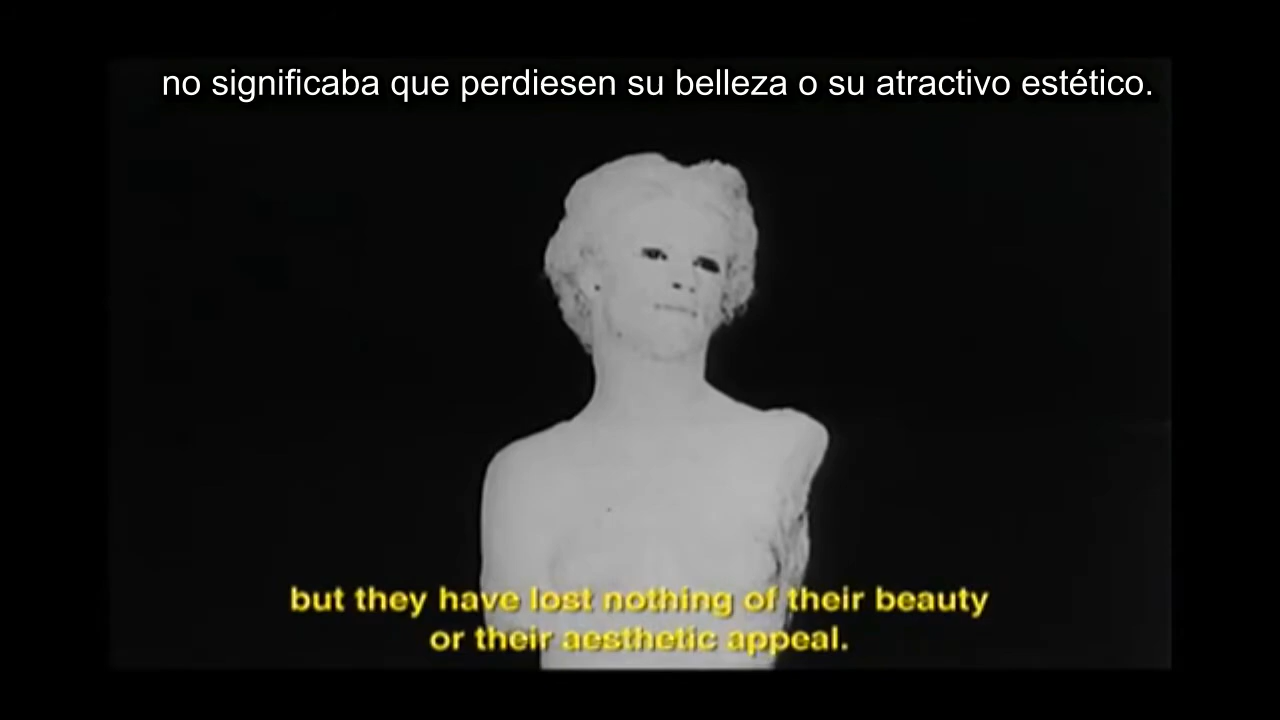 no significaba que perdiesen su belleza o su atractivo estético.
but they have lost nothing of their beauty
or their aesthetic appeal.